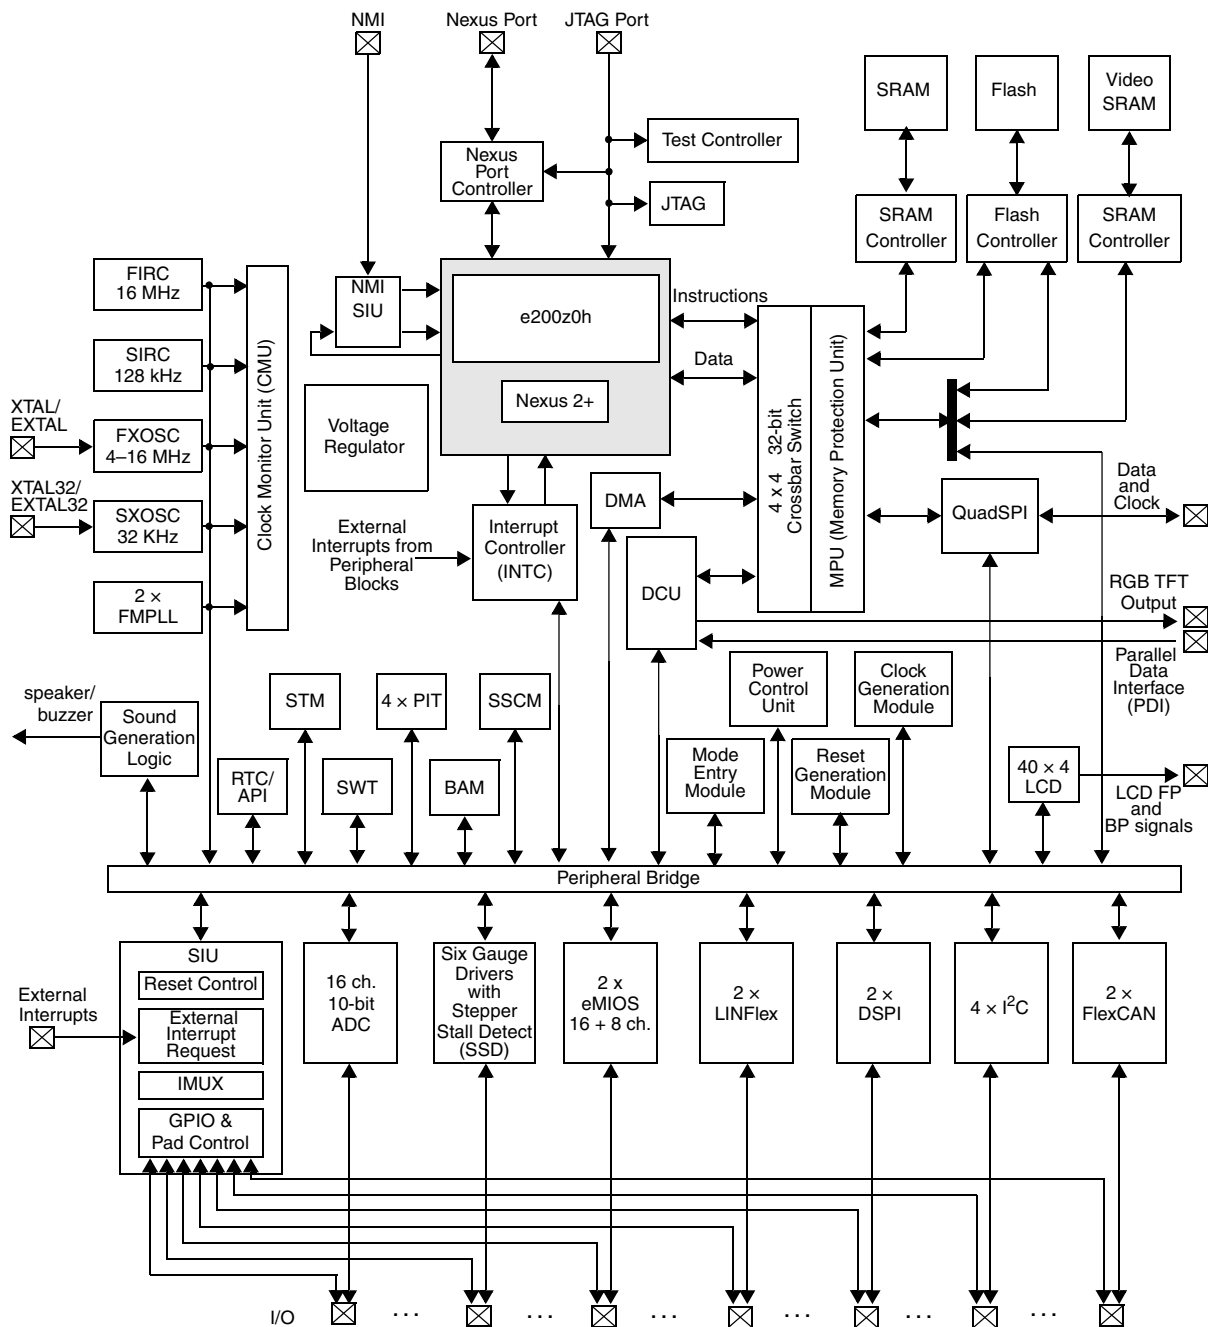 NMI
Nexus Port
JTAG Port
SRAM
Flash
Video
SRAM
Test Controller
Nexus
Port
Controller
JTAG
SRAM
Controller
Flash
Controller
SRAM
Controller
FIRC
16 MHz
NMI
SIU
e200z0h
Instructions
SIRC
128 kHz
Clock Monitor Unit (CMU)
Data
4 x 4 32-bit
Crossbar Switch
MPU (Memory Protection Unit)
Nexus 2+
XTAL/
EXTAL
FXOSC
4–16 MHz
Voltage
Regulator
XTAL32/
EXTAL32
SXOSC
32 KHz
DMA
QuadSPI
Data
and
Clock
External
Interrupts from
Peripheral
Blocks
Interrupt
Controller
(INTC)
2 ×
FMPLL
DCU
RGB TFT
Output
Parallel
Data
Interface
(PDI)
speaker/
buzzer
Sound
Generation
Logic
STM
4 × PIT
SSCM
Power
Control
Unit
Clock
Generation
Module
RTC/
API
SWT
BAM
Mode
Entry
Module
Reset
Generation
Module
40 × 4
LCD
LCD FP
and
BP signals
Peripheral Bridge
SIU
Reset Control
External
Interrupts
External
Interrupt
Request
IMUX
GPIO &
Pad Control
16 ch.
10-bit
ADC
Six Gauge
Drivers
with
Stepper
Stall Detect
(SSD)
2 x
eMIOS
16 + 8 ch.
2 ×
LINFlex
2 ×
DSPI
4 × I²C
2 ×
FlexCAN
I/O ... ... ... ... ... ...